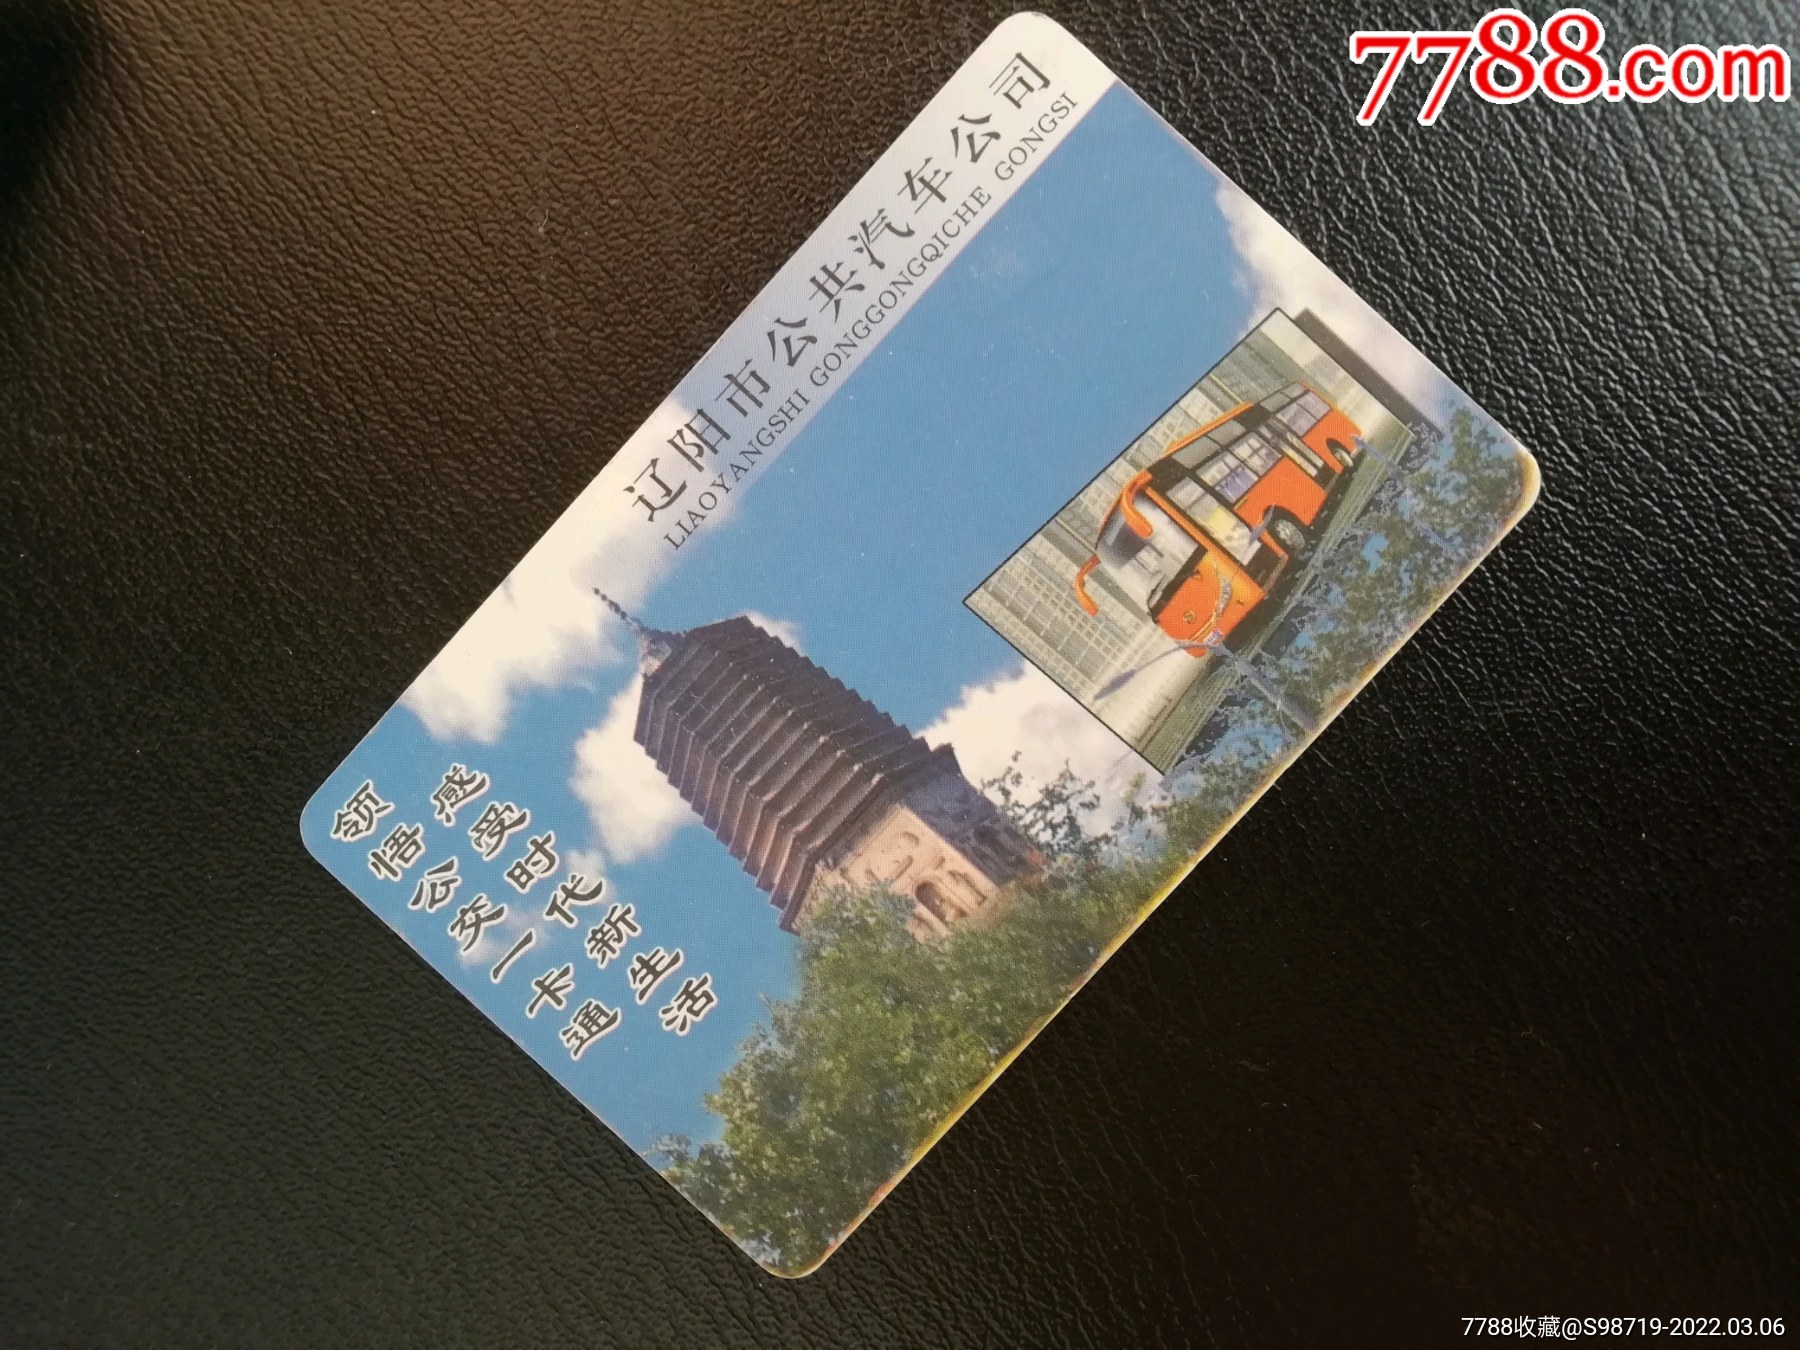 7788.com
辽阳市公共汽车公司
LIAOYANGSHI GONGGONGQICHE GONGSI
领悟公交一卡通
感受时代新生活
7788收藏@S98719-2022.03.06